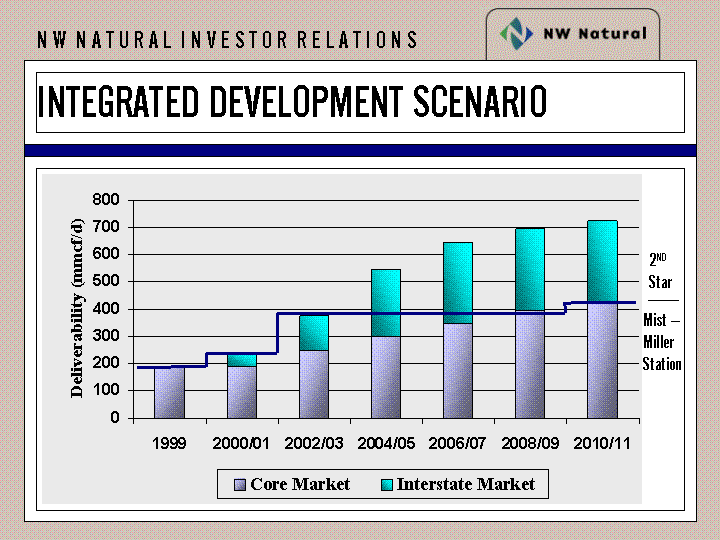 NW NATURAL INVESTOR RELATIONS
NW Natural
INTEGRATED DEVELOPMENT SCENARIO
Deliverability (mmcf/d)
800
700
600
500
400
300
200
100
0
1999 2000/01 2002/03 2004/05 2006/07 2008/09 2010/11
Core Market Interstate Market
2ND
Star
Mist –
Miller
Station